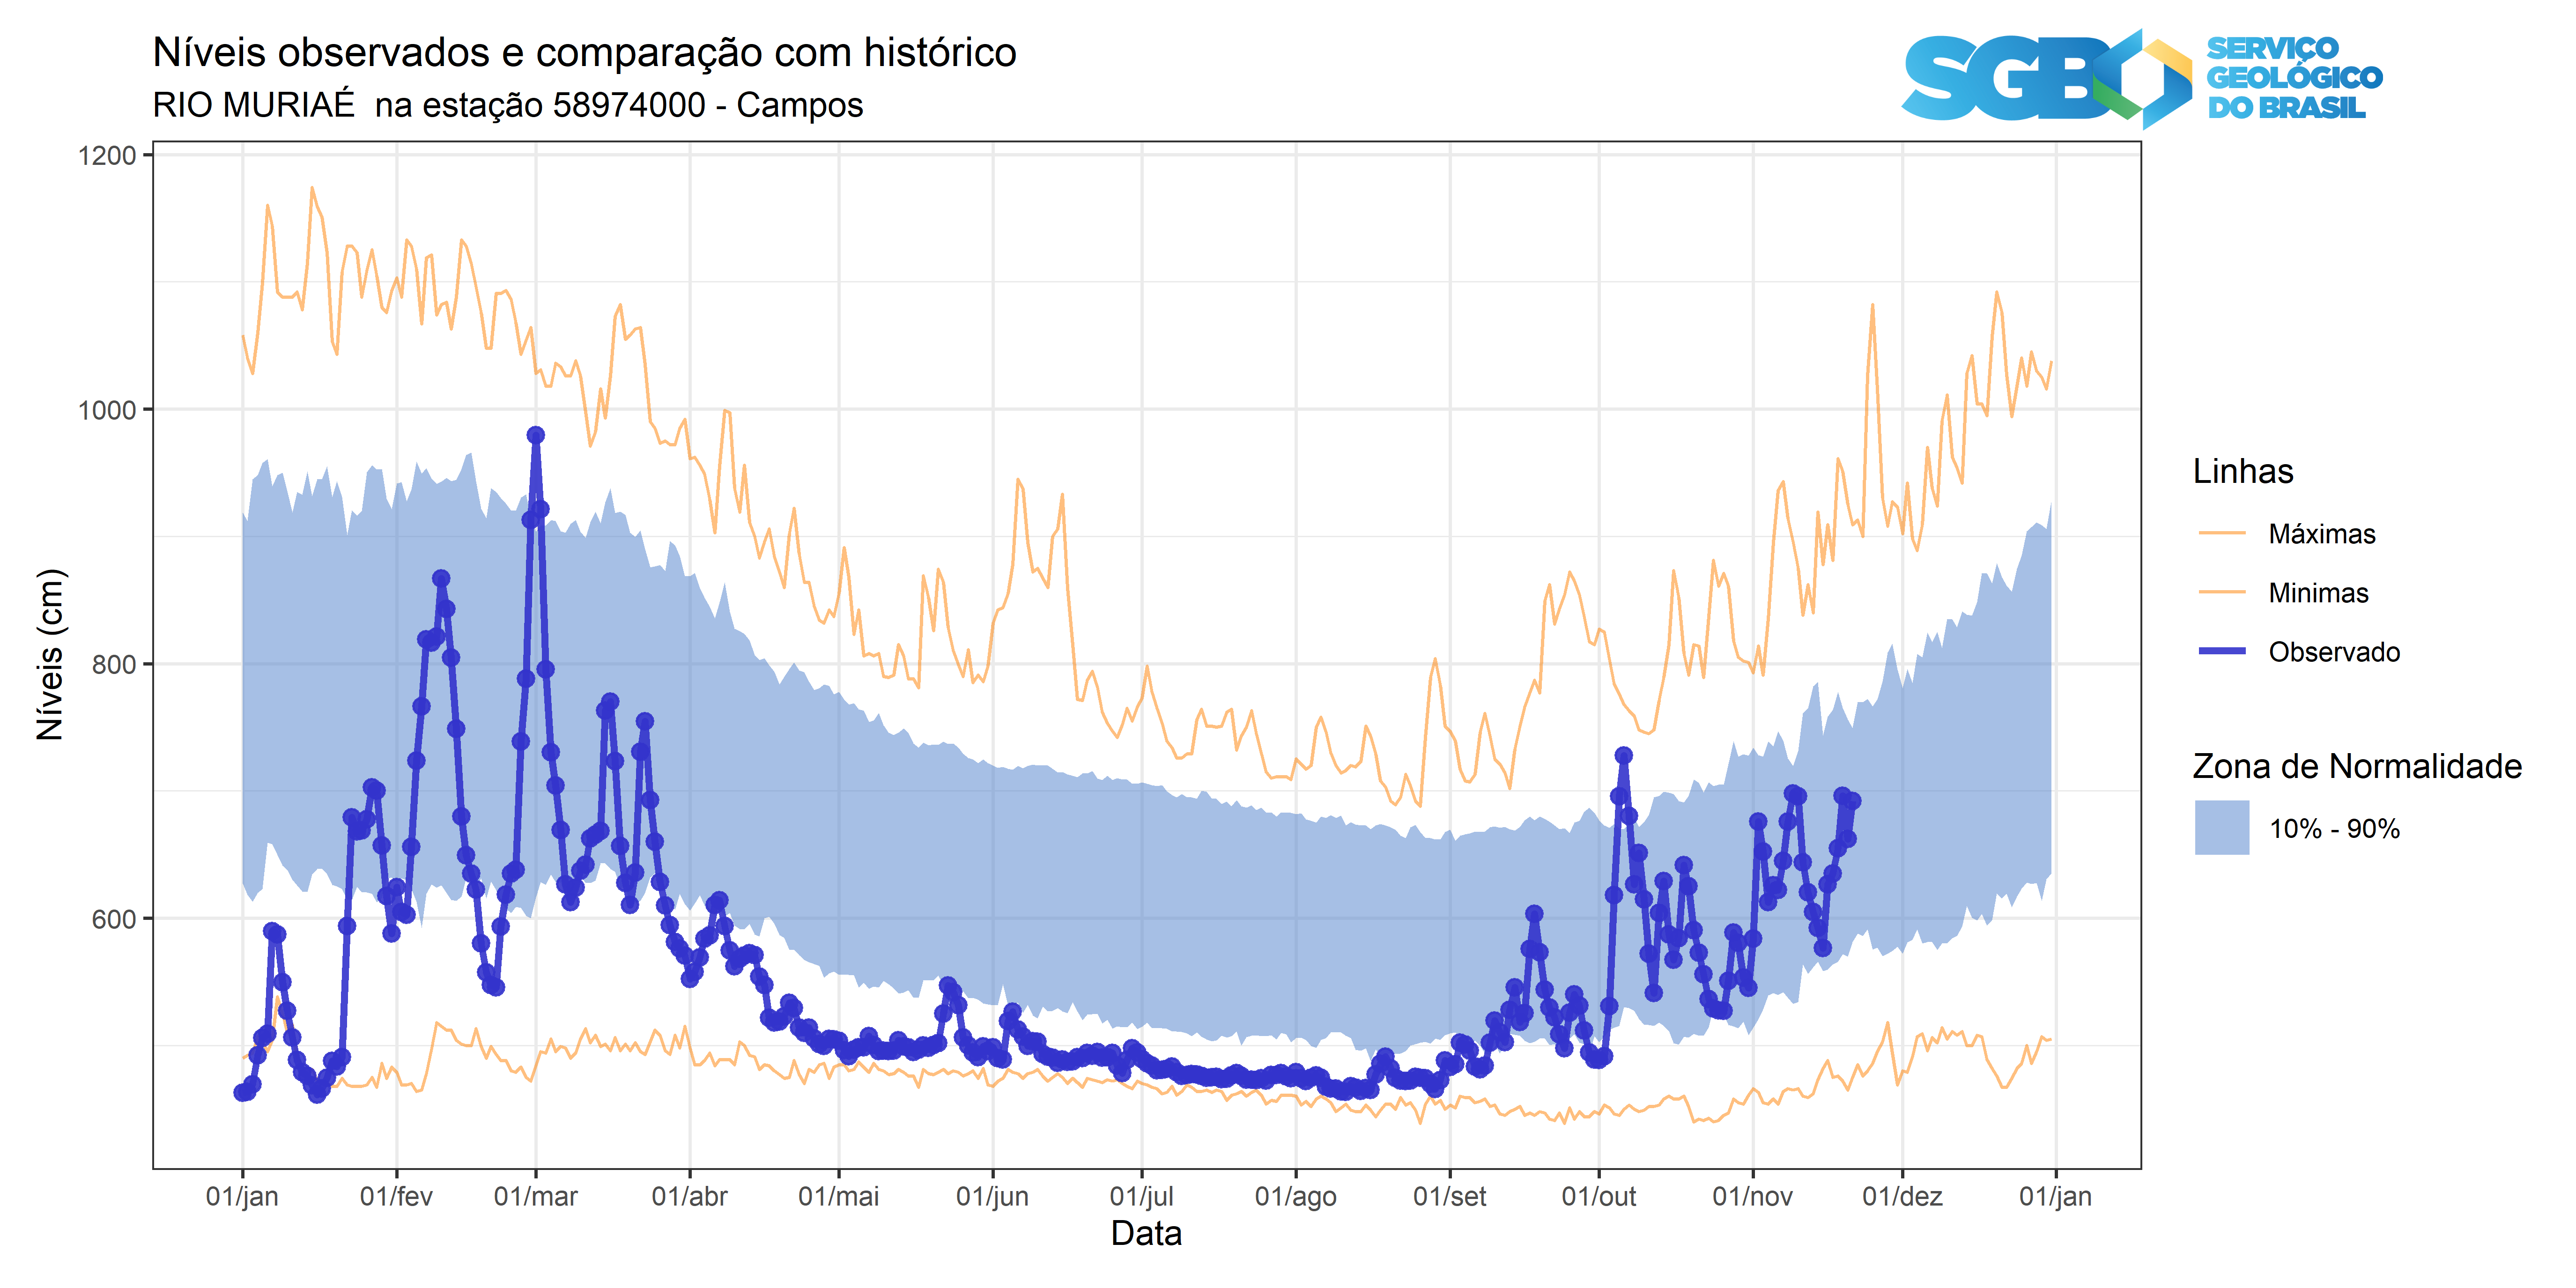 Níveis observados e comparação com histórico
RIO MURIAÉ  na estação 58974000 - Campos
SGB
SERVIÇO
GEOLÓGICO
DO BRASIL
1200
1000
800
600
Níveis (cm)
01/jan
01/fev
01/mar
01/abr
01/mai
01/jun
01/jul
01/ago
01/set
01/out
01/nov
01/dez
01/jan
Data
Linhas
Máximas
Minimas
Observado
Zona de Normalidade
10% - 90%